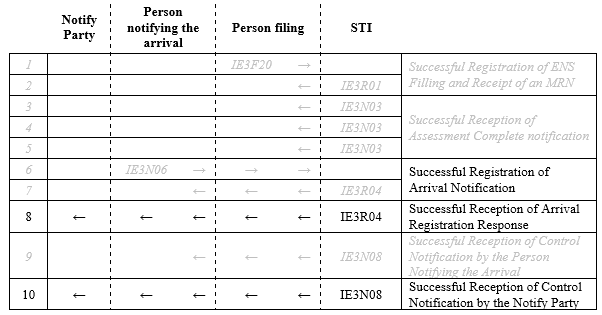 Notify Party
Person notifying the arrival
Person filing
STI
1 IE3F20 → Successful Registration of ENS
2 ← IE3R01 Filling and Receipt of an MRN
3 ← IE3N03
4 ← IE3N03 Successful Reception of
Assessment Complete notification
5 ← IE3N03
6 IE3N06 → → → Successful Registration of
7 ← ← ← IE3R04 Arrival Notification
8 ← ← ← ← ← IE3R04 Successful Reception of Arrival
Registration Response
9 ← ← ← IE3N08 Successful Reception of Control
Notification by the Person
Notifying the Arrival
10 ← ← ← ← ← IE3N08 Successful Reception of Control
Notification by the Notify Party